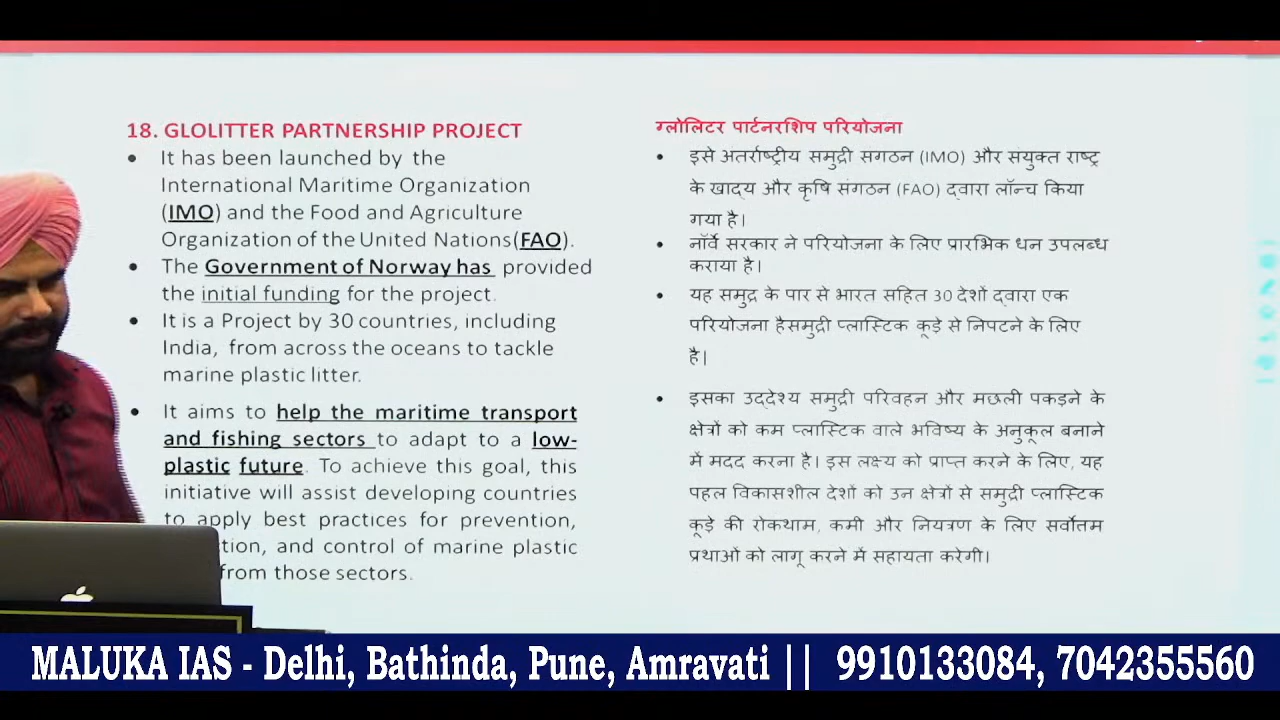 18. GLOLITTER PARTNERSHIP PROJECT
• It has been launched by the
International Maritime Organization
(IMO) and the Food and Agriculture
Organization of the United Nations(FAO).
• The Government of Norway has provided
the initial funding for the project.
• It is a Project by 30 countries, including
India, from across the oceans to tackle
marine plastic litter.
• It aims to help the maritime transport
and fishing sectors to adapt to a low-
plastic future. To achieve this goal, this
initiative will assist developing countries
to apply best practices for prevention,
and control of marine plastic
from those sectors.
ग्लोलिटर पार्टनरशिप परियोजना
• इसे अतर्राष्ट्रीय समुद्री सगठन (IMO) और सयुक्त राष्ट्र
के खाद्य और कृषि संगठन (FAO) द्वारा लॉन्च किया
गया है।
• नॉर्वे सरकार ने परियोजना के लिए प्रारभिक धन उपलब्ध
कराया है।
• यह समुद्र के पार से भारत सहित 30 देशों द्वारा एक
परियोजना हैसमुद्री प्लास्टिक कूड़े से निपटने के लिए
है।
• इसका उद्देश्य समुद्री परिवहन और मछली पकड़ने के
क्षेत्रों को कम प्लास्टिक वाले भविष्य के अनुकूल बनाने
में मदद करना है। इस लक्ष्य को प्राप्त करने के लिए, यह
पहल विकासशील देशों को उन क्षेत्रों से समुद्री प्लास्टिक
कूड़े की रोकथाम, कमी और नियत्रण के लिए सर्वोत्तम
प्रथाओं को लागू करने में सहायता करेगी।
MALUKA IAS - Delhi, Bathinda, Pune, Amravati || 9910133084, 7042355560